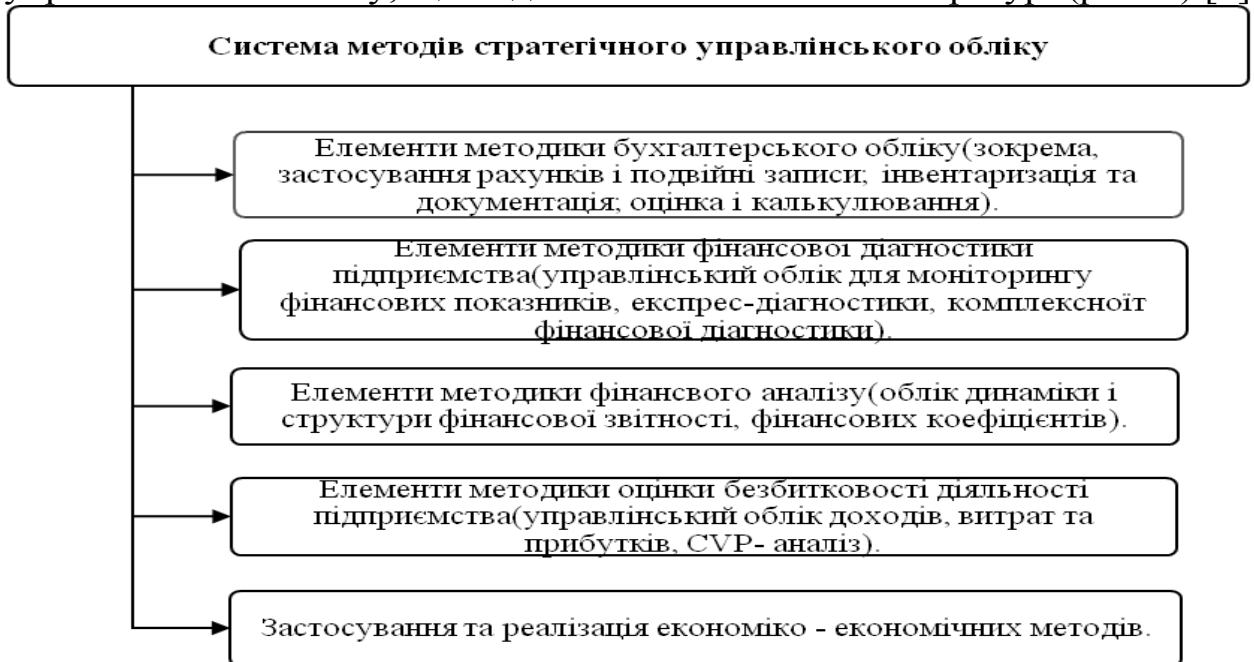 Система методів стратегічного управлінського обліку
Елементи методики бухгалтерського обліку(зокрема,
застосування рахунків і подвійні записи; інвентаризація та
документація; оцінка і калькулювання).
Елементи методики фінансової діагностики
підприємства(управлінський облік для моніторингу
фінансових показників, експрес-діагностики, комплексноїт
фінансової діагностики).
Елементи методики фінансвого аналізу(облік динаміки і
структури фінансової звітності, фінансових коефіцієнтів).
Елементи методики оцінки безбитковості діяльності
підприємства(управлінський облік доходів, витрат та
прибутків, CVP- аналіз).
Застосування та реалізація економіко - економічних методів.